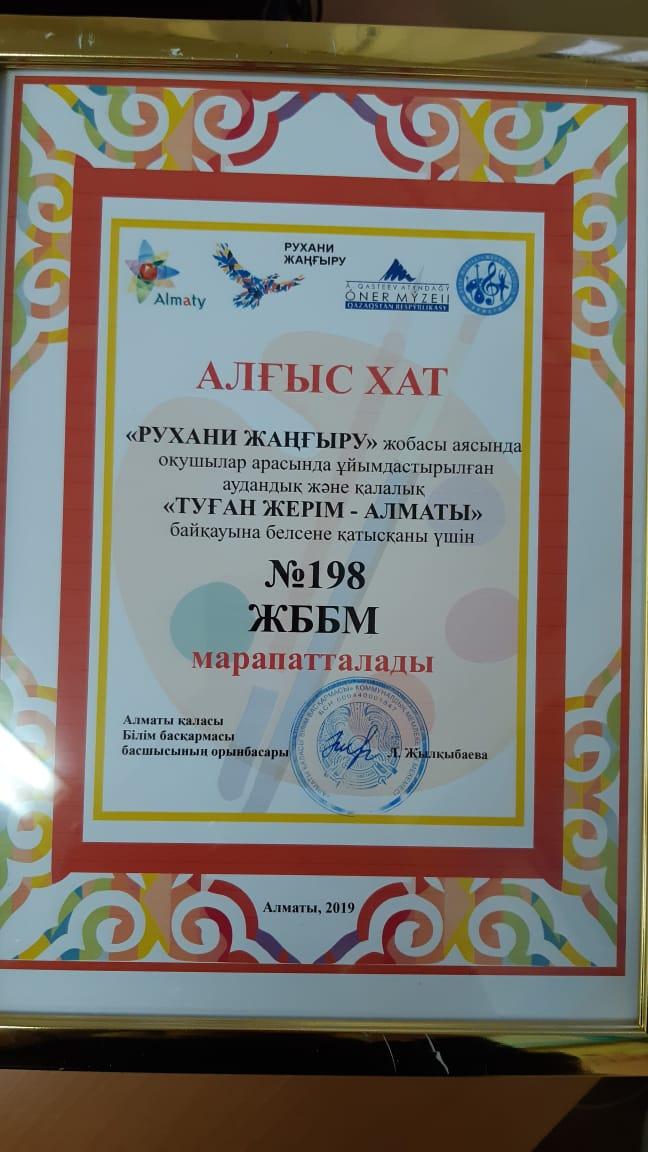 Almaty
РУХАНИ
ЖАҢҒЫРУ
Á. QASTEEV ATYNDAǴY
ÓNER MÝZEII
QAZAQSTAN RESPÝBLIKASY
АЛҒЫС ХАТ
«РУХАНИ ЖАҢҒЫРУ» жобасы аясында
оқушылар арасында ұйымдастырылған
аудандық және қалалық
«ТУҒАН ЖЕРІМ - АЛМАТЫ»
байқауына белсене қатысқаны үшін
№198
ЖББМ
марапатталады
Алматы қаласы
Білім басқармасы
басшысының орынбасары
Л. Жылқыбаева
Алматы, 2019